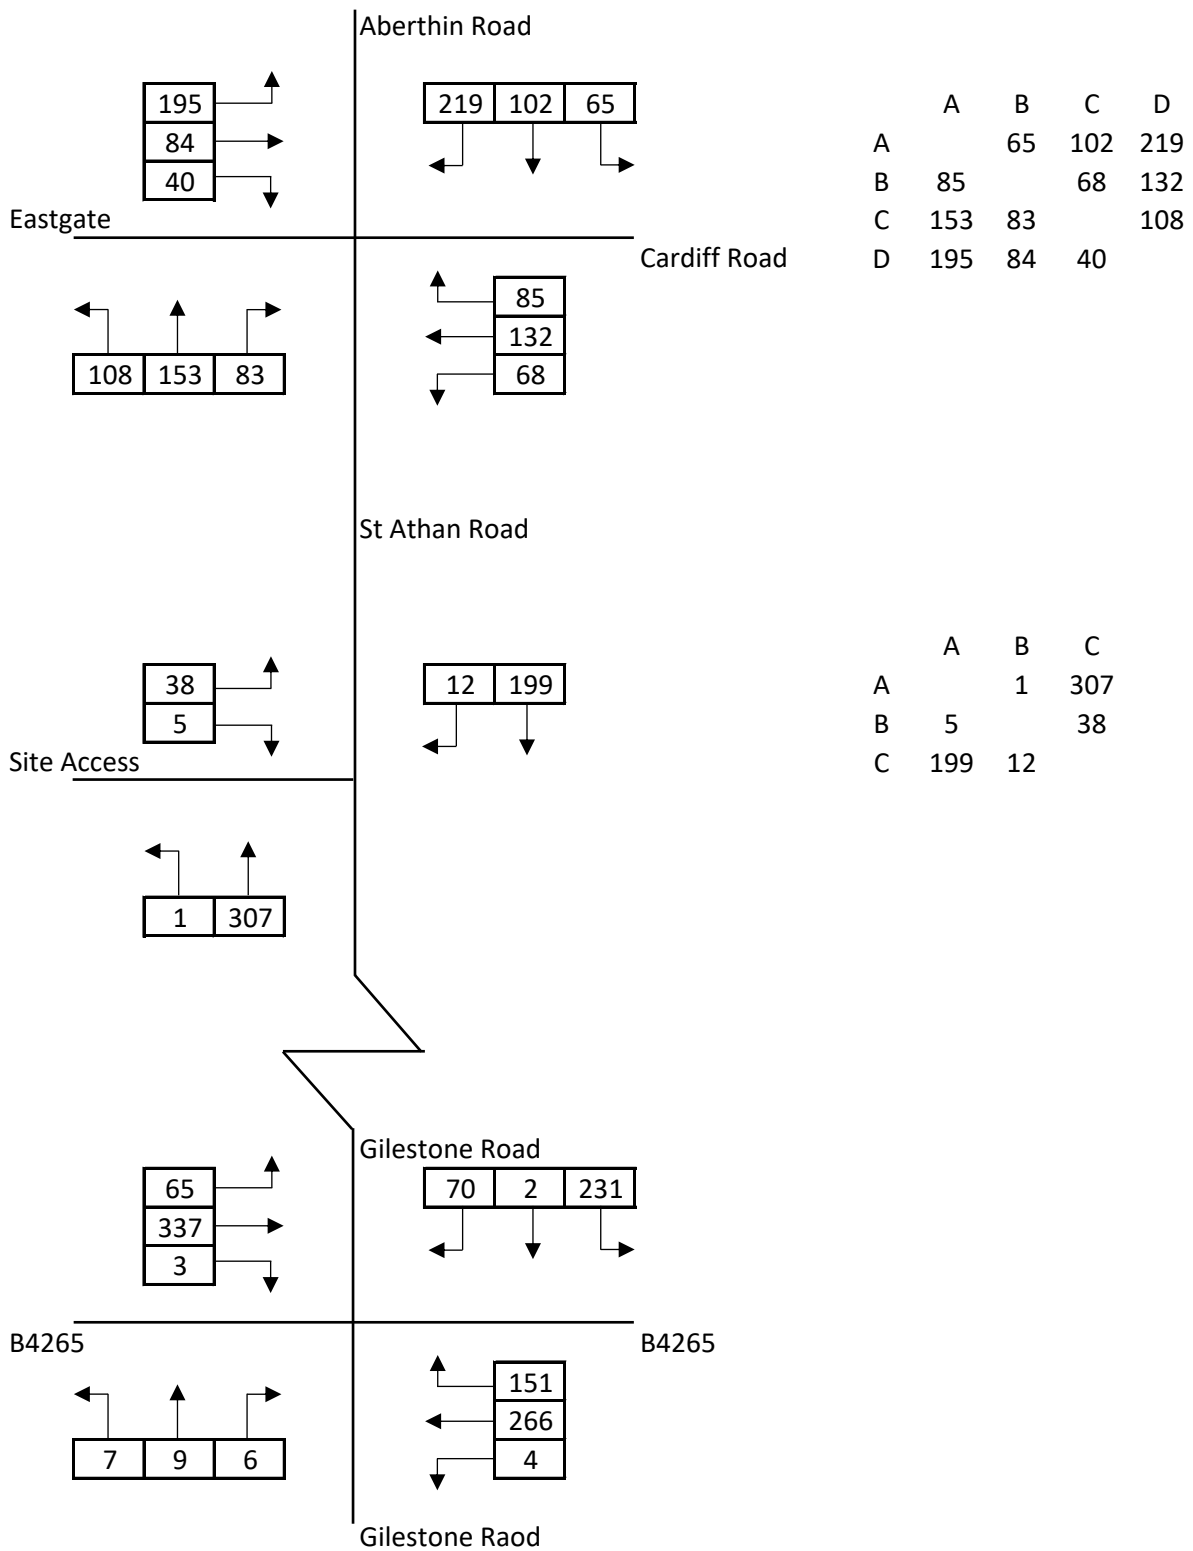 Aberthin Road
195
84
40
219 102 65
A B C D
A 65 102 219
B 85 68 132
C 153 83 108
D 195 84 40
Eastgate
Cardiff Road
85
132
68
108 153 83
St Athan Road
38
5
12 199
A B C
A 1 307
B 5 38
C 199 12
Site Access
1 307
Gilestone Road
65
337
3
70 2 231
B4265
B4265
151
266
4
7 9 6
Gilestone Raod